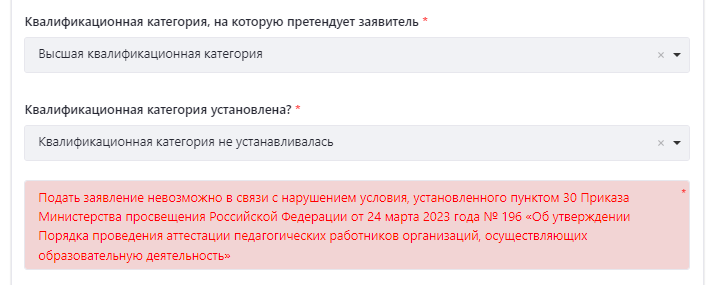 Квалификационная категория, на которую претендует заявитель *
Высшая квалификационная категория
Квалификационная категория установлена? *
Квалификационная категория не устанавливалась
Подать заявление невозможно в связи с нарушением условия, установленного пунктом 30 Приказа *
Министерства просвещения Российской Федерации от 24 марта 2023 года № 196 «Об утверждении
Порядка проведения аттестации педагогических работников организаций, осуществляющих
образовательную деятельность»